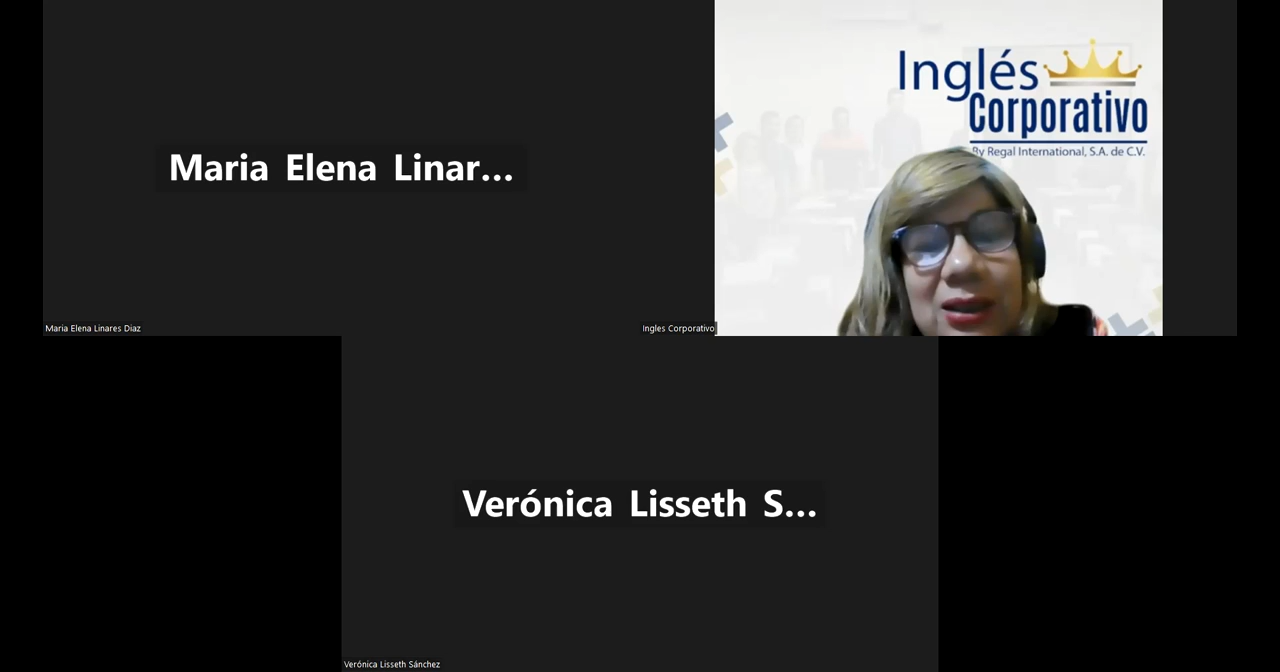 Maria Elena Linar...
Maria Elena Linares Diaz
Inglés
Corporativo
By Regal International, S.A. de C.V.
Ingles Corporativo
Verónica Lisseth S...
Verónica Lisseth Sánchez